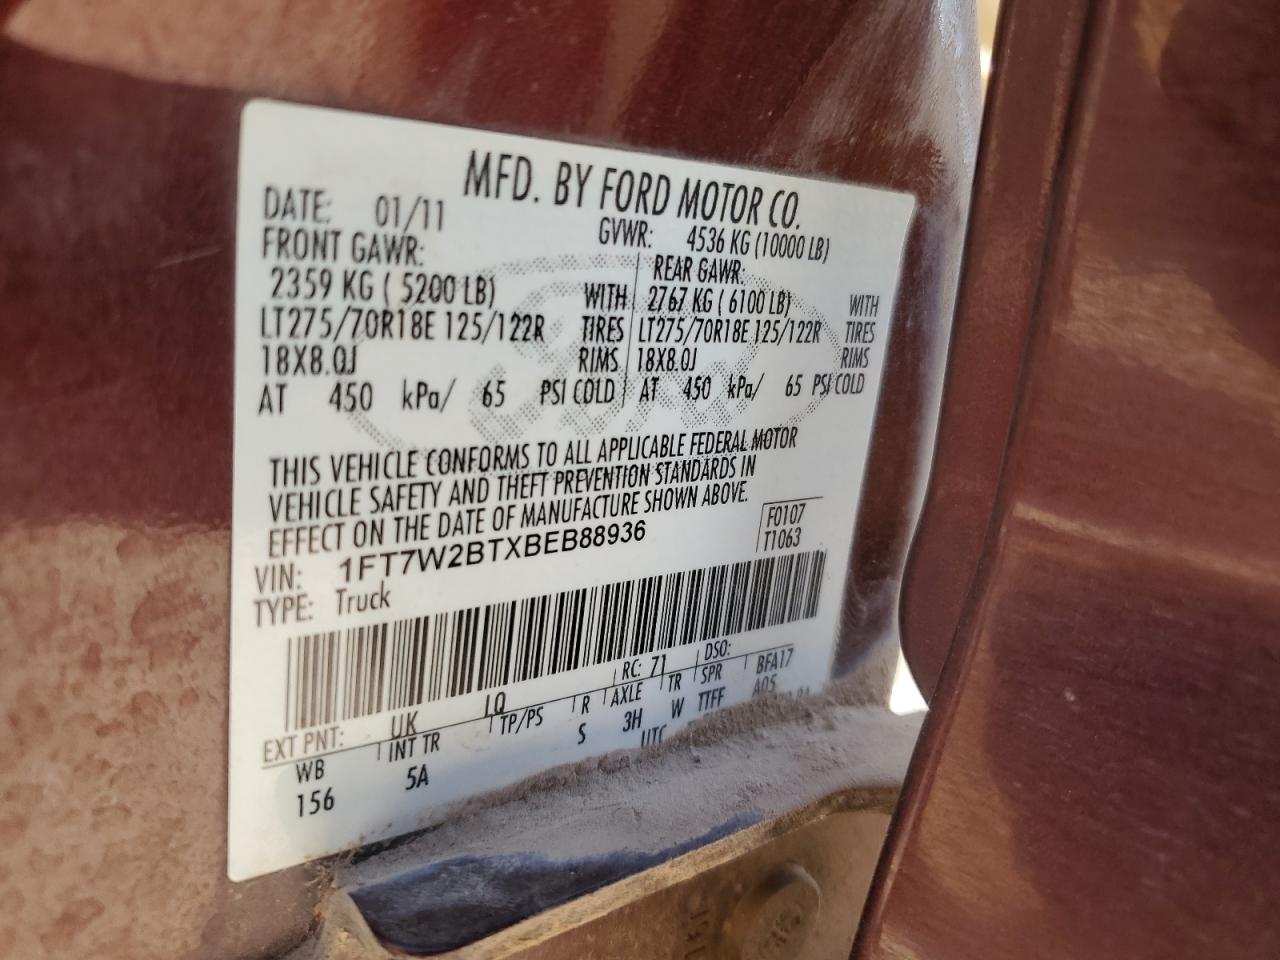 MFD. BY FORD MOTOR CO.
DATE: 01/11
GVWR: 4536 KG (10000 LB)
FRONT GAWR:
2359 KG ( 5200 LB) WITH
LT275/70R18E 125/122R TIRES
18X8.0J RIMS
AT 450 kPa/ 65 PSI COLD
REAR GAWR:
2767 KG ( 6100 LB) WITH
LT275/70R18E 125/122R TIRES
18X8.0J RIMS
AT 450 kPa/ 65 PSI COLD
THIS VEHICLE CONFORMS TO ALL APPLICABLE FEDERAL MOTOR
VEHICLE SAFETY AND THEFT PREVENTION STANDARDS IN
EFFECT ON THE DATE OF MANUFACTURE SHOWN ABOVE.
VIN: 1FT7W2BTXBEB88936
F0107
T1063
TYPE: Truck
EXT PNT: UK JQ RC: 71 DSO:
WB INT TR TP/PS R AXLE TR SPR BFA17
156 5A S 3H W TTFF A05
UTC